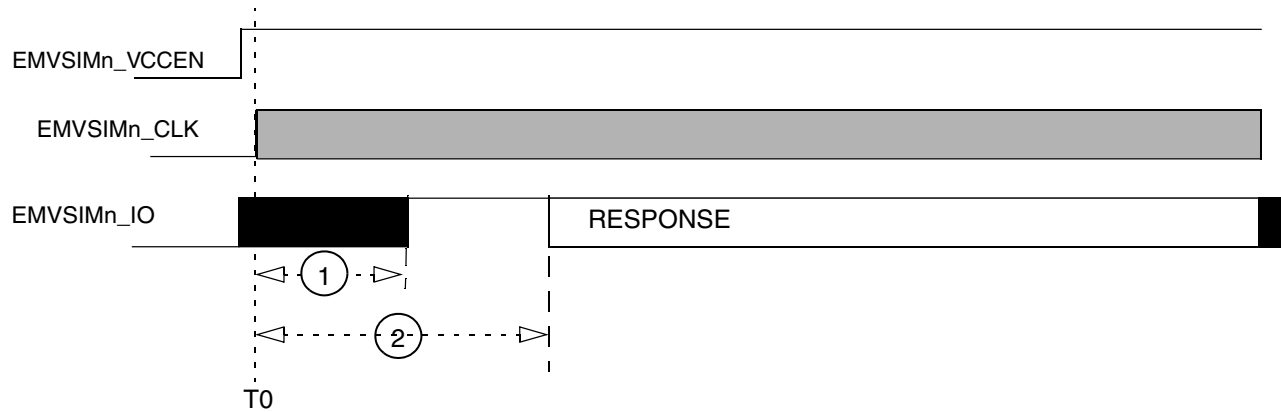 EMVSIMn_VCCEN
EMVSIMn_CLK
EMVSIMn_IO
RESPONSE
1
2
T0